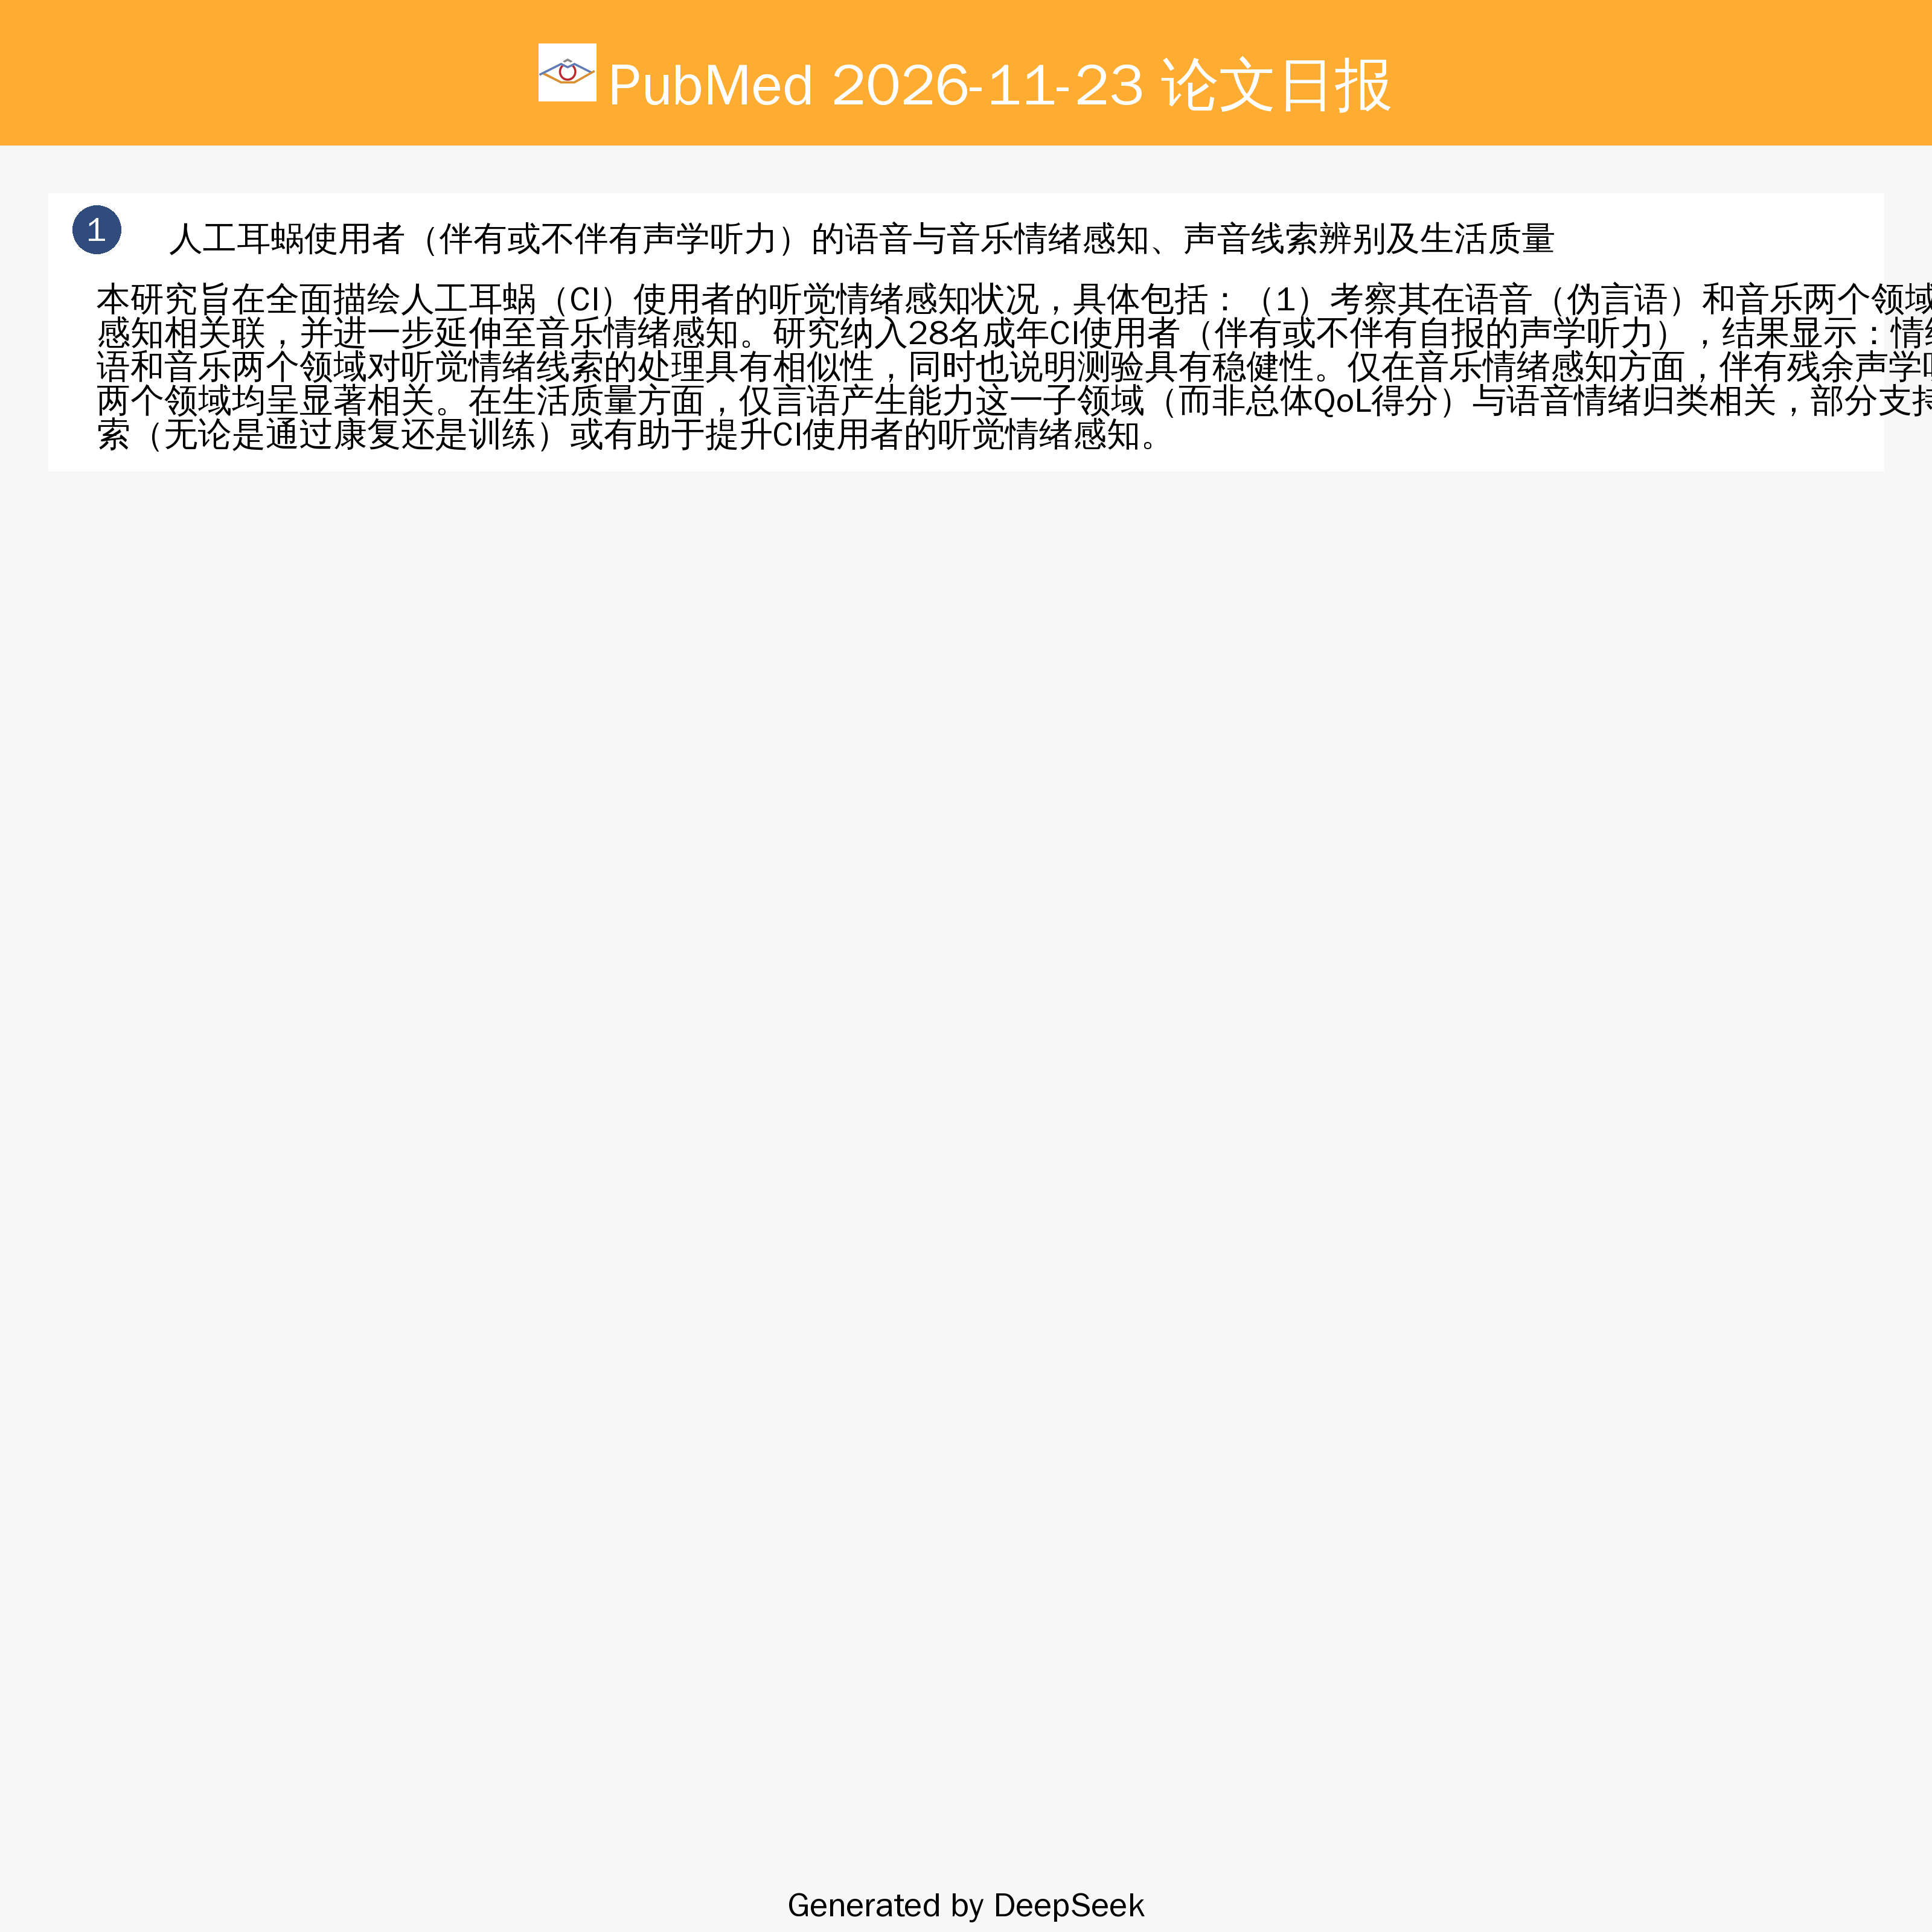 PubMed 2026-11-23 论文日报
1 人工耳蜗使用者（伴有或不伴有声学听力）的语音与音乐情绪感知、声音线索辨别及生活质量
本研究旨在全面描绘人工耳蜗（CI）使用者的听觉情绪感知状况，具体包括：（1）考察其在语音（伪言语）和音乐两个领域
感知相关联，并进一步延伸至音乐情绪感知。研究纳入28名成年CI使用者（伴有或不伴有自报的声学听力），结果显示：情
语和音乐两个领域对听觉情绪线索的处理具有相似性，同时也说明测验具有稳健性。仅在音乐情绪感知方面，伴有残余声学
两个领域均呈显著相关。在生活质量方面，仅言语产生能力这一子领域（而非总体QoL得分）与语音情绪归类相关，部分支持
索（无论是通过康复还是训练）或有助于提升CI使用者的听觉情绪感知。
Generated by DeepSeek